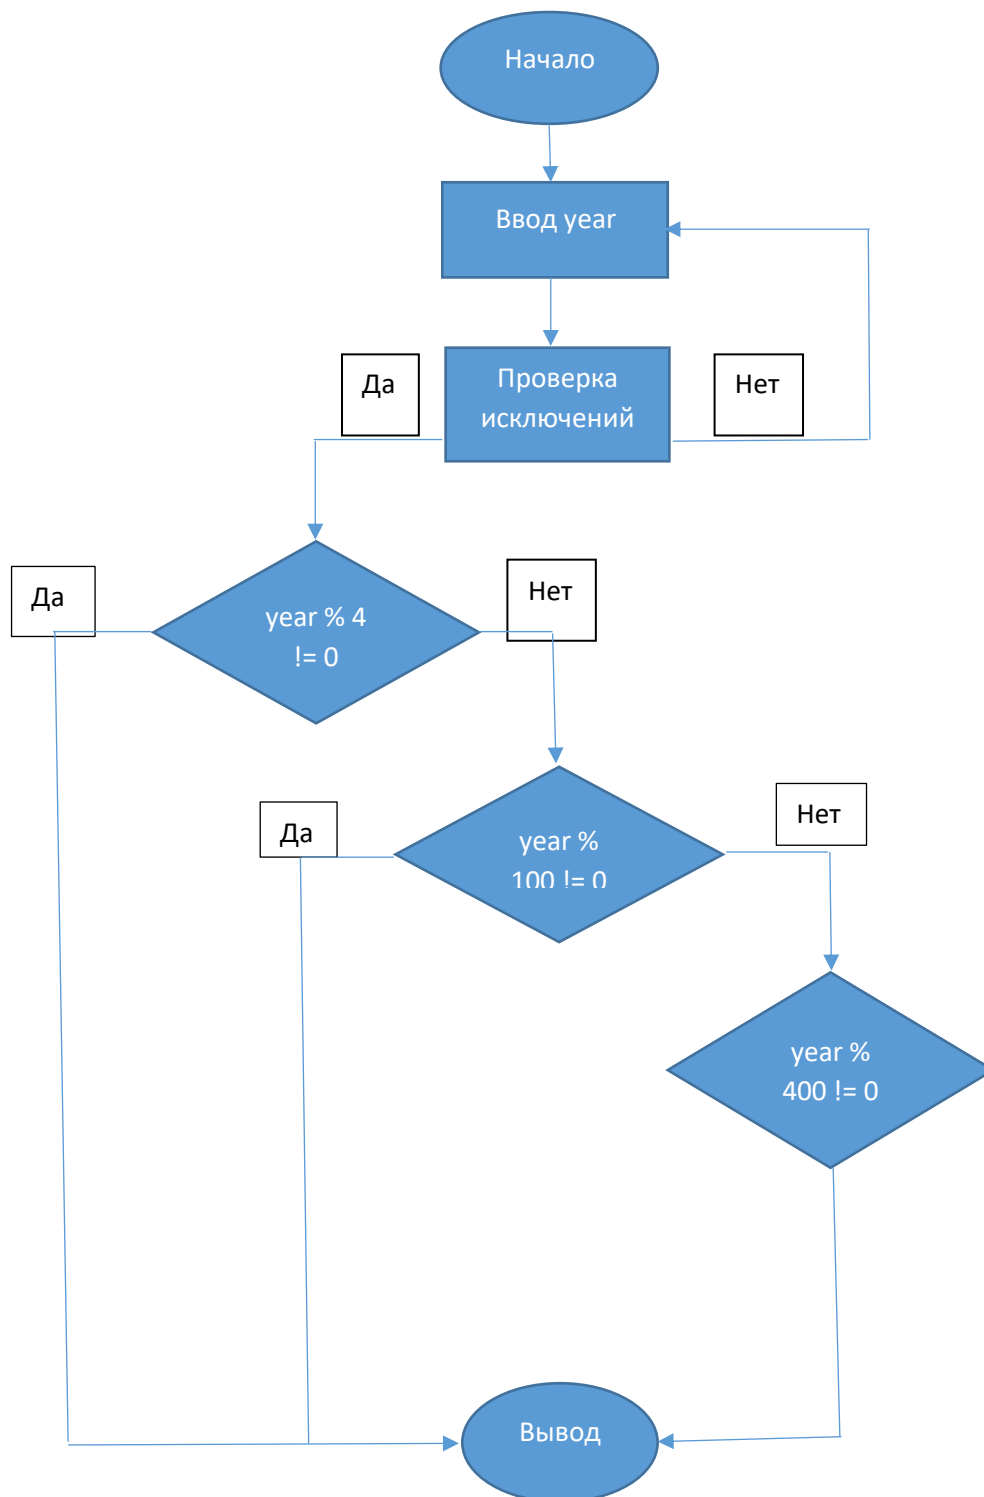 Начало
Ввод year
Да
Проверка
исключений
Нет
Да
year % 4
!= 0
Нет
Да
year %
100 != 0
Нет
year %
400 != 0
Вывод